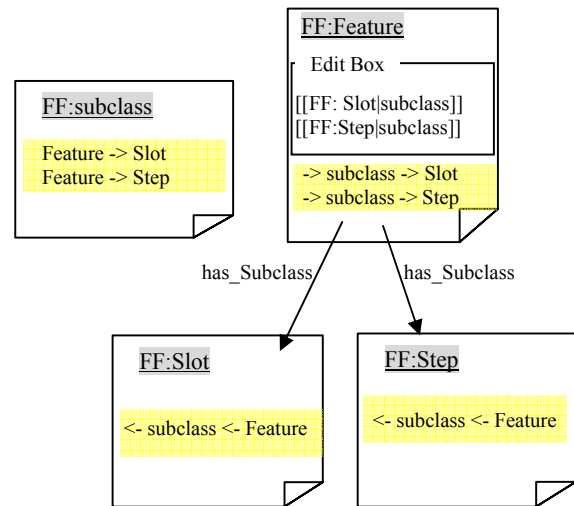 FF:Feature
Edit Box
[[FF: Slot|subclass]]
[[FF:Step|subclass]]
-> subclass -> Slot
-> subclass -> Step
FF:subclass
Feature -> Slot
Feature -> Step
has_Subclass
has_Subclass
FF:Slot
<- subclass <- Feature
FF:Step
<- subclass <- Feature